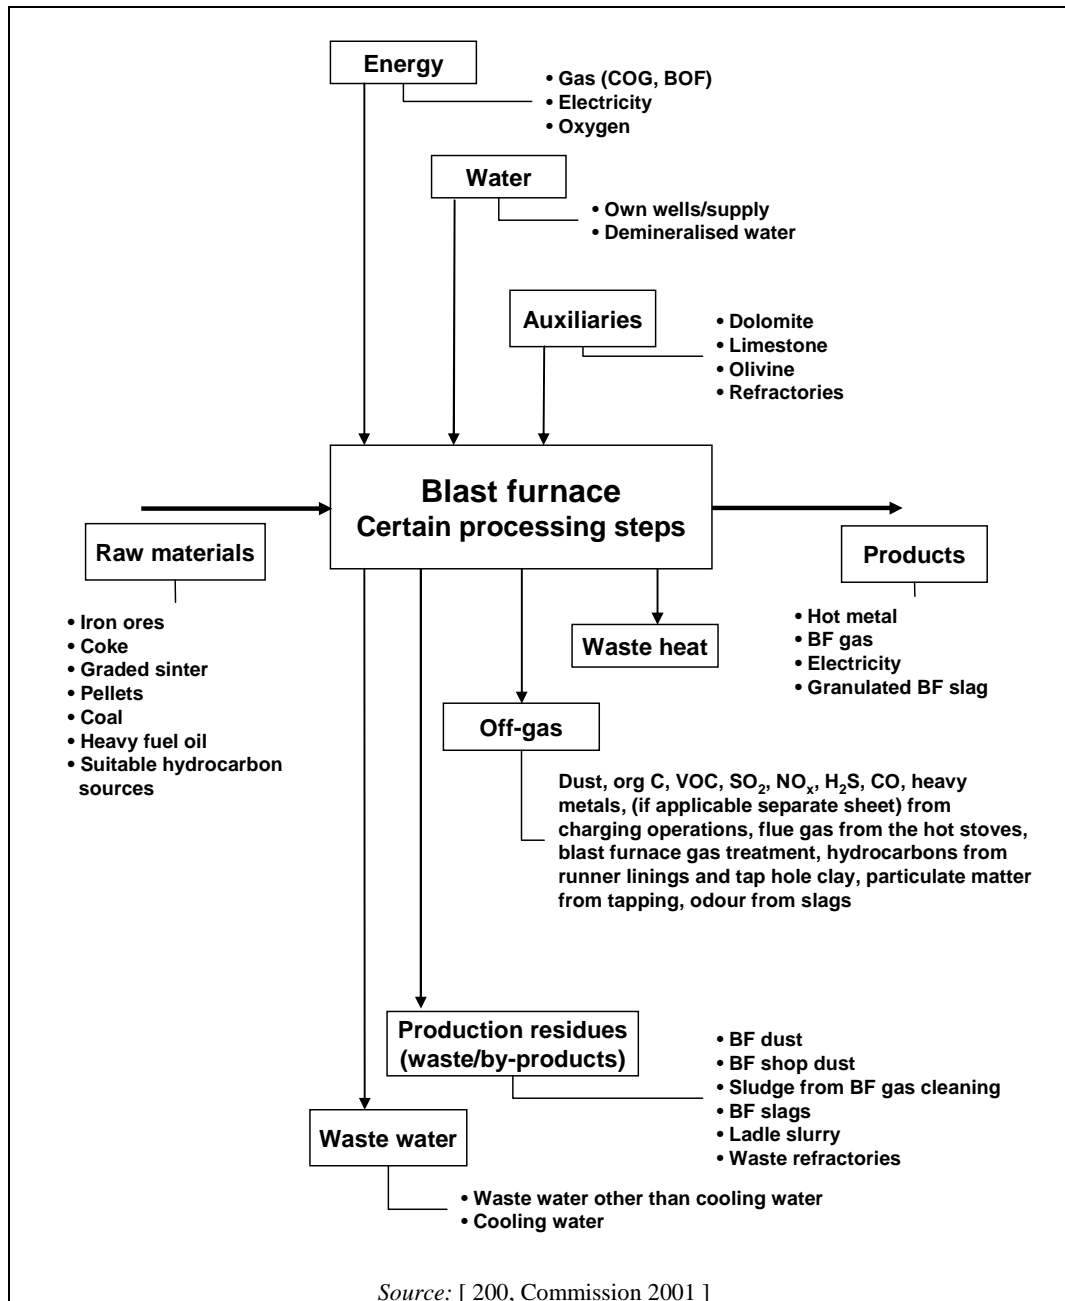 Energy
• Gas (COG, BOF)
• Electricity
• Oxygen
Water
• Own wells/supply
• Demineralised water
Auxiliaries
• Dolomite
• Limestone
• Olivine
• Refractories
Blast furnace
Certain processing steps
Raw materials
• Iron ores
• Coke
• Graded sinter
• Pellets
• Coal
• Heavy fuel oil
• Suitable hydrocarbon
sources
Products
• Hot metal
• BF gas
• Electricity
• Granulated BF slag
Waste heat
Off-gas
Dust, org C, VOC, SO₂, NOₓ, H₂S, CO, heavy
metals, (if applicable separate sheet) from
charging operations, flue gas from the hot stoves,
blast furnace gas treatment, hydrocarbons from
runner linings and tap hole clay, particulate matter
from tapping, odour from slags
Production residues
(waste/by-products)
• BF dust
• BF shop dust
• Sludge from BF gas cleaning
• BF slags
• Ladle slurry
• Waste refractories
Waste water
• Waste water other than cooling water
• Cooling water
Source: [ 200, Commission 2001 ]